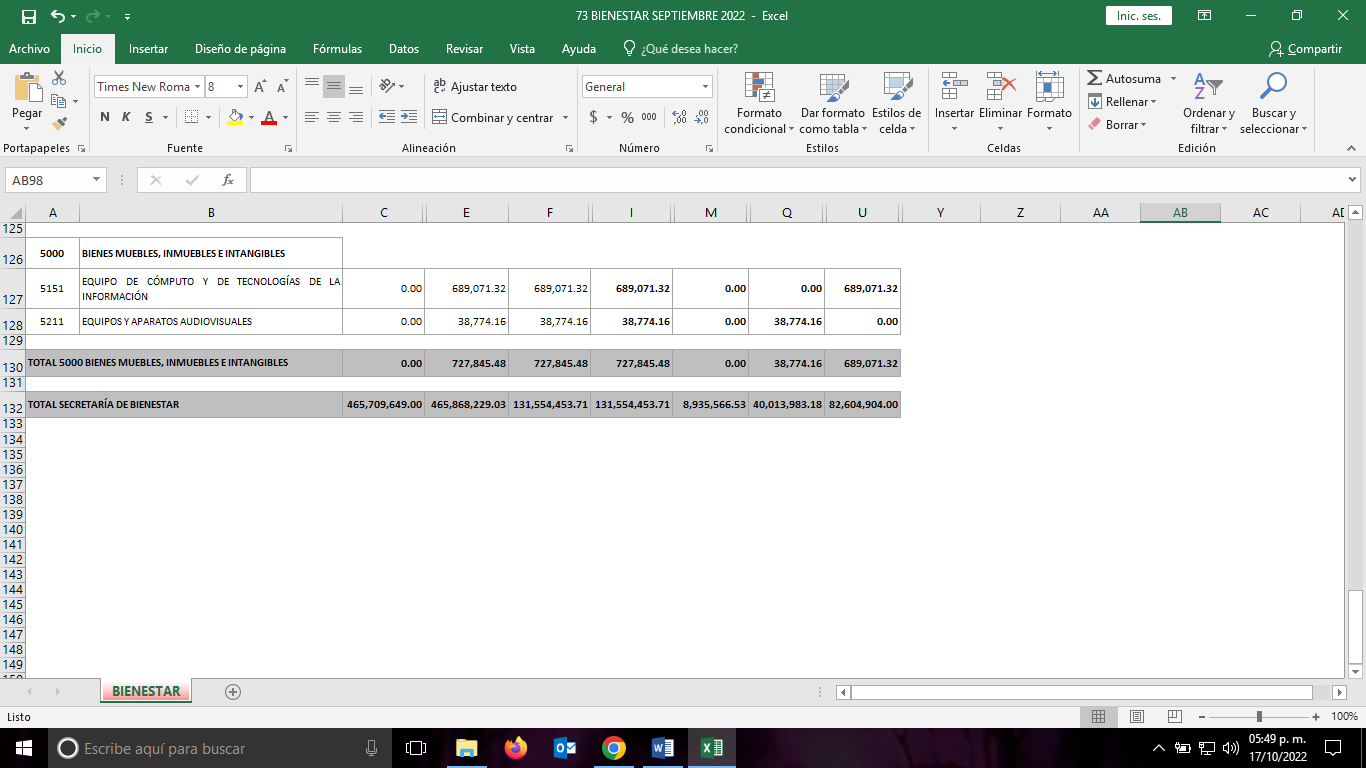 73 BIENESTAR SEPTIEMBRE 2022 - Excel
Inic. ses.
Archivo Inicio Insertar Diseño de página Fórmulas Datos Revisar Vista Ayuda ¿Qué desea hacer? Compartir
Pegar
Portapapeles
Times New Roma 8
N K S
Fuente
Ajustar texto
Combinar y centrar
Alineación
General
$ % 000
Número
Formato condicional
Dar formato como tabla
Estilos de celda
Estilos
Insertar Eliminar Formato
Celdas
Autosuma
Rellenar
Borrar
Ordenar y filtrar
Buscar y seleccionar
Edición
AB98
fx
A B C E F I M Q U Y Z AA AB AC AD
125
126 5000 BIENES MUEBLES, INMUEBLES E INTANGIBLES
127 5151 EQUIPO DE CÓMPUTO Y DE TECNOLOGÍAS DE LA INFORMACIÓN 0.00 689,071.32 689,071.32 689,071.32 0.00 0.00 689,071.32
128 5211 EQUIPOS Y APARATOS AUDIOVISUALES 0.00 38,774.16 38,774.16 38,774.16 0.00 38,774.16 0.00
129
130 TOTAL 5000 BIENES MUEBLES, INMUEBLES E INTANGIBLES 0.00 727,845.48 727,845.48 727,845.48 0.00 38,774.16 689,071.32
131
132 TOTAL SECRETARÍA DE BIENESTAR 465,709,649.00 465,868,229.03 131,554,453.71 131,554,453.71 8,935,566.53 40,013,983.18 82,604,904.00
133
134
135
136
137
138
139
140
141
142
143
144
145
146
147
148
149
BIENESTAR
Listo
100%
Escribe aquí para buscar
05:49 p. m.
17/10/2022